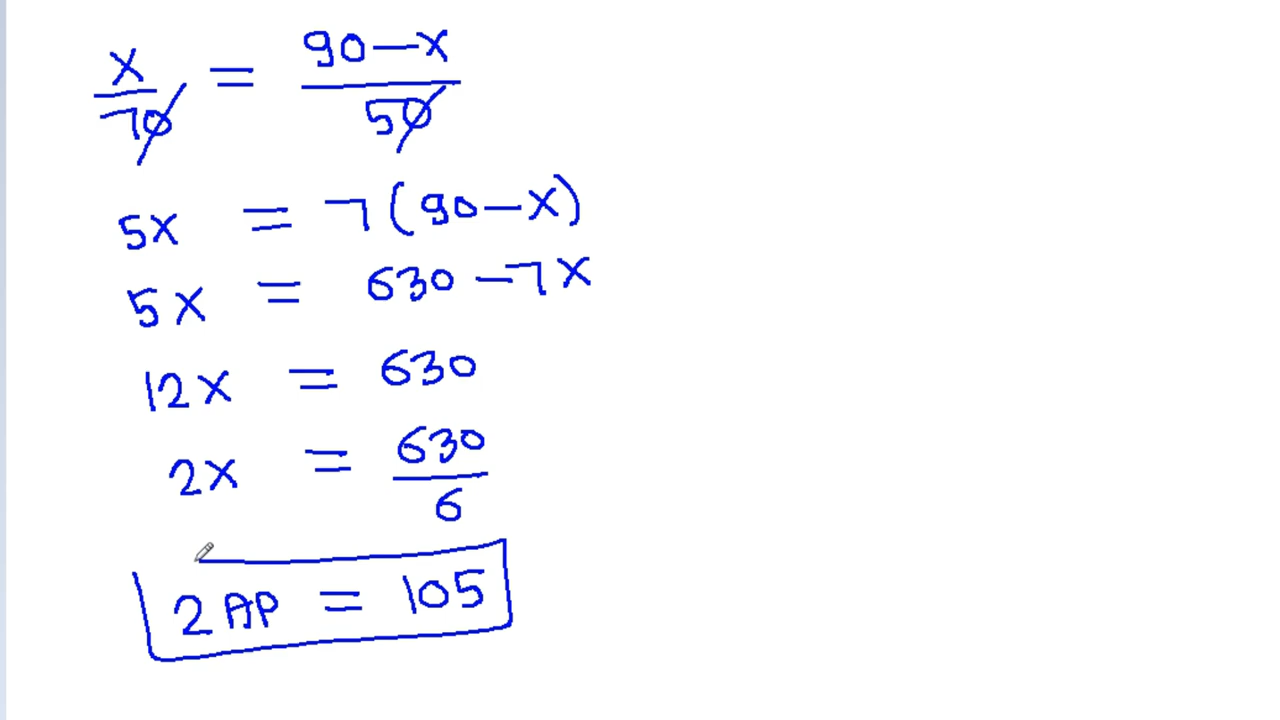 x/70 = 90-x/50
5x = 7(90-x)
5x = 630-7x
12x = 630
2x = 630/6
2AP = 105